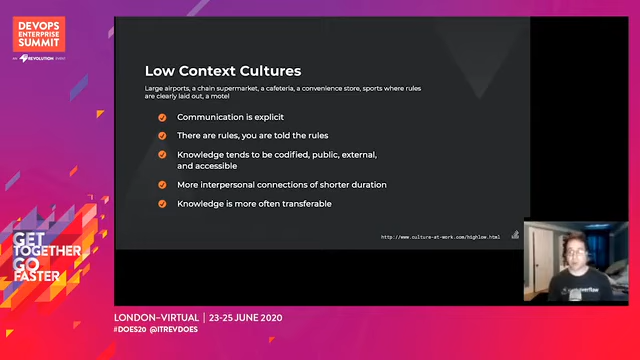 DEVOPS
ENTERPRISE
SUMMIT
AN IT REVOLUTION EVENT
Low Context Cultures
Large airports, a chain supermarket, a cafeteria, a convenience store, sports where rules
are clearly laid out, a motel
Communication is explicit
There are rules, you are told the rules
Knowledge tends to be codified, public, external,
and accessible
More interpersonal connections of shorter duration
Knowledge is more often transferable
http://www.culture-at-work.com/highlow.html
GET
TOGETHER
GO
FASTER
LONDON–VIRTUAL | 23-25 JUNE 2020
#DOES20 @ITREVDOES